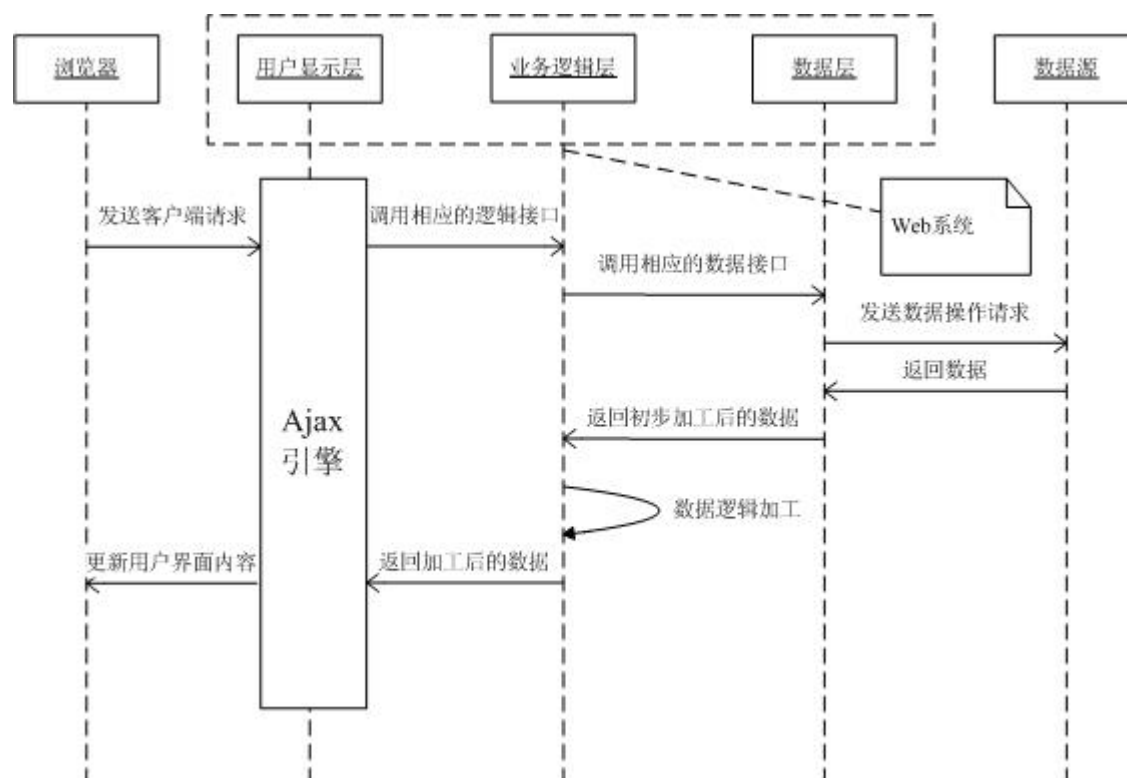 浏览器
用户显示层
业务逻辑层
数据层
数据源
Web系统
发送客户端请求
调用相应的逻辑接口
调用相应的数据接口
发送数据操作请求
返回数据
返回初步加工后的数据
Ajax
引擎
数据逻辑加工
更新用户界面内容
返回加工后的数据